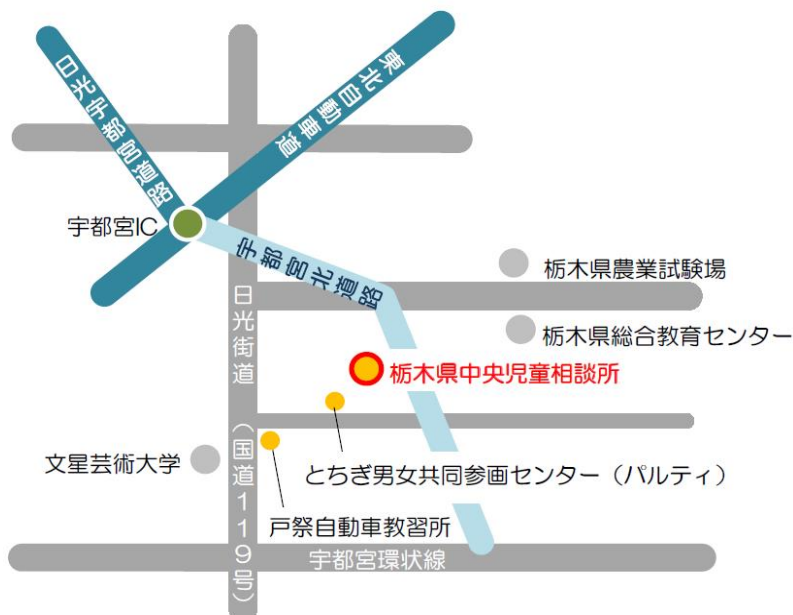 日光宇都宮道路
東北自動車道
宇都宮IC
宇都宮北道路
栃木県農業試験場
日光街道（国道119号）
栃木県総合教育センター
栃木県中央児童相談所
文星芸術大学
とちぎ男女共同参画センター（パルティ）
戸祭自動車教習所
宇都宮環状線